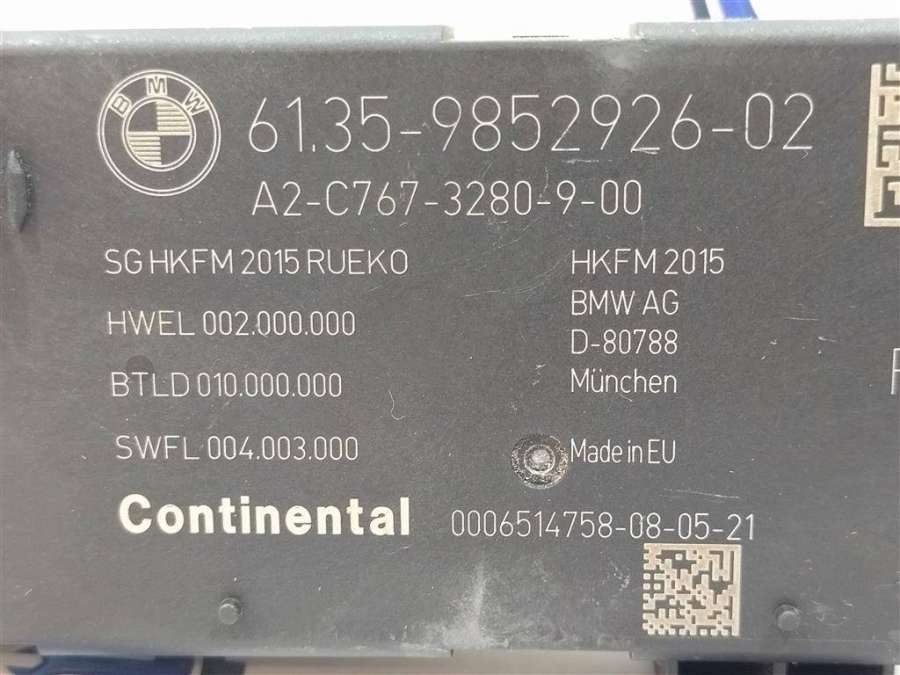 BMW
61.35-9852926-02
A2-C767-3280-9-00
SG HKFM 2015 RUEKO
HWEL 002.000.000
BTLD 010.000.000
SWFL 004.003.000
HKFM 2015
BMW AG
D-80788
München
Made in EU
Continental
0006514758-08-05-21